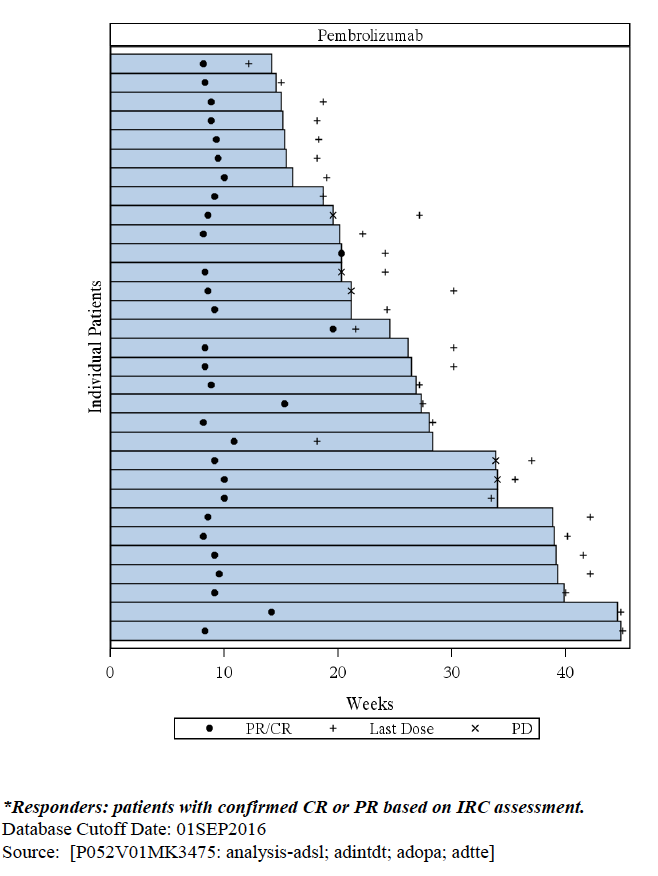 Pembrolizumab
Individual Patients
0 10 20 30 40
Weeks
PR/CR Last Dose PD
*Responders: patients with confirmed CR or PR based on IRC assessment.
Database Cutoff Date: 01SEP2016
Source: [P052V01MK3475: analysis-adsl; adintdt; adopa; adtte]